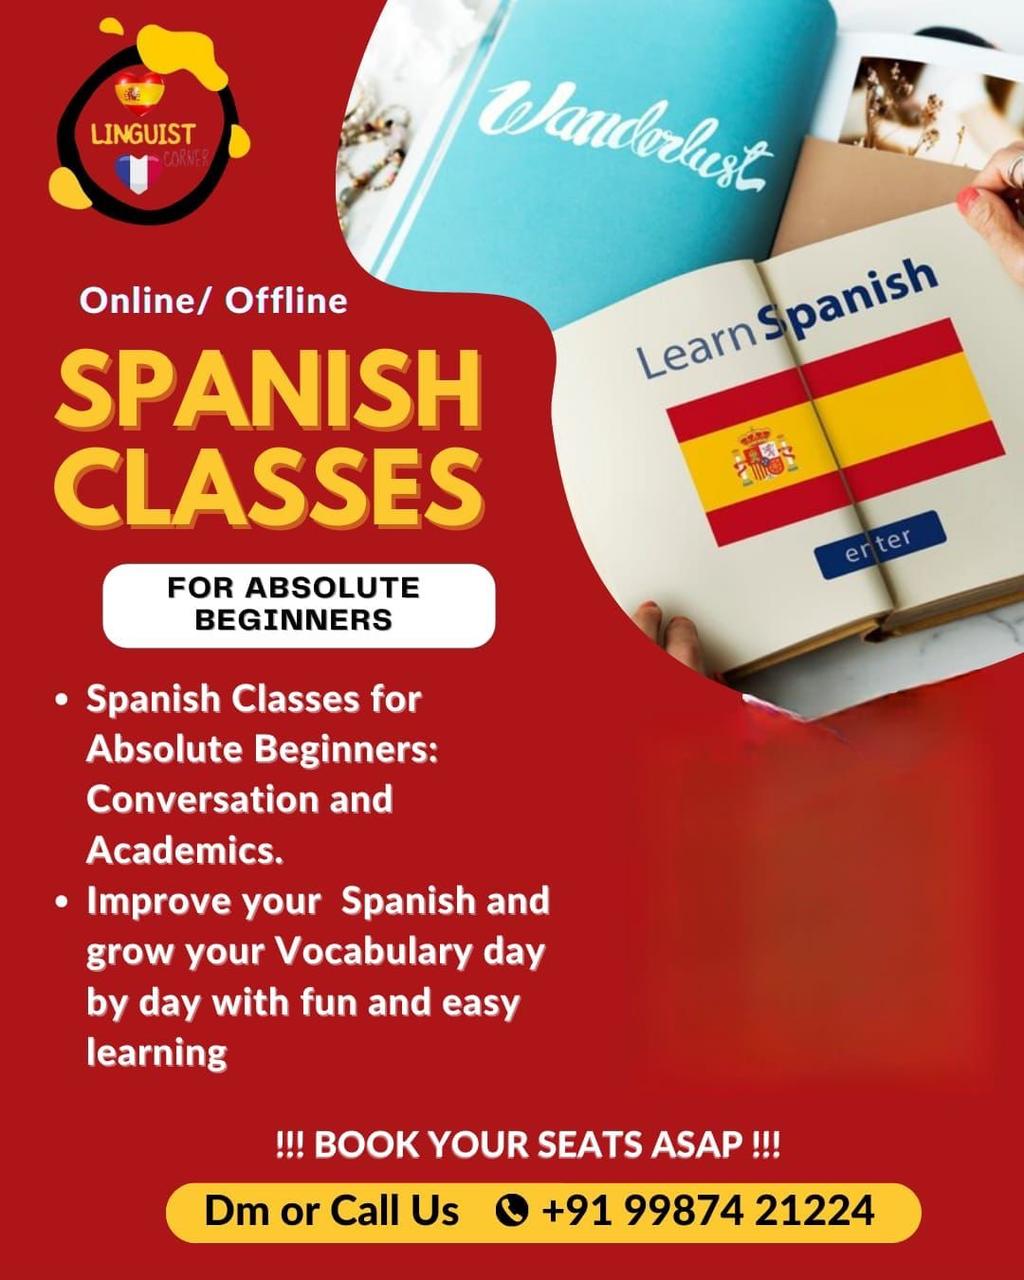 LINGUIST
CORNER
Wanderlust
Learn Spanish
enter
Online/ Offline
SPANISH
CLASSES
FOR ABSOLUTE
BEGINNERS
• Spanish Classes for
Absolute Beginners:
Conversation and
Academics.
• Improve your  Spanish and
grow your Vocabulary day
by day with fun and easy
learning
!!! BOOK YOUR SEATS ASAP !!!
Dm or Call Us +91 99874 21224